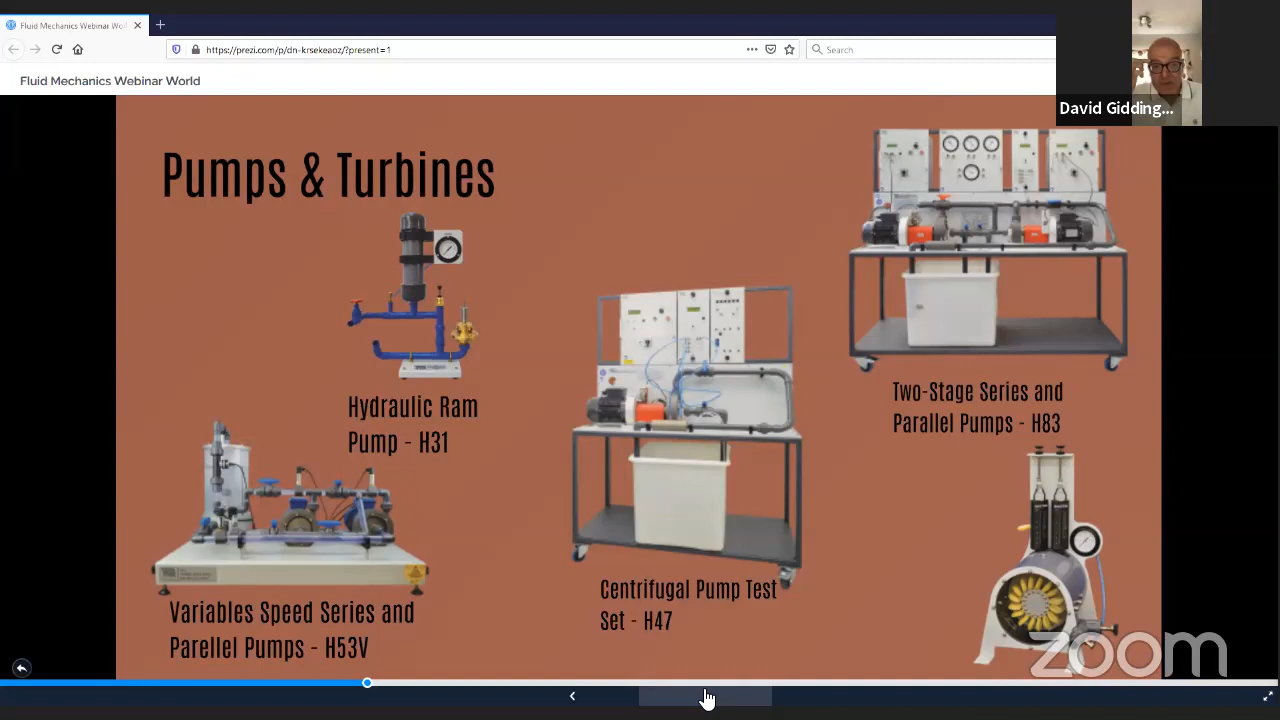 Fluid Mechanics Webinar Wor
https://prezi.com/p/dn-krsekeaoz/?present=1
Search
Fluid Mechanics Webinar World
David Gidding...
Pumps & Turbines
Hydraulic Ram
Pump - H31
Two-Stage Series and
Parallel Pumps - H83
Centrifugal Pump Test
Set - H47
Variables Speed Series and
Parellel Pumps - H53V
zoom